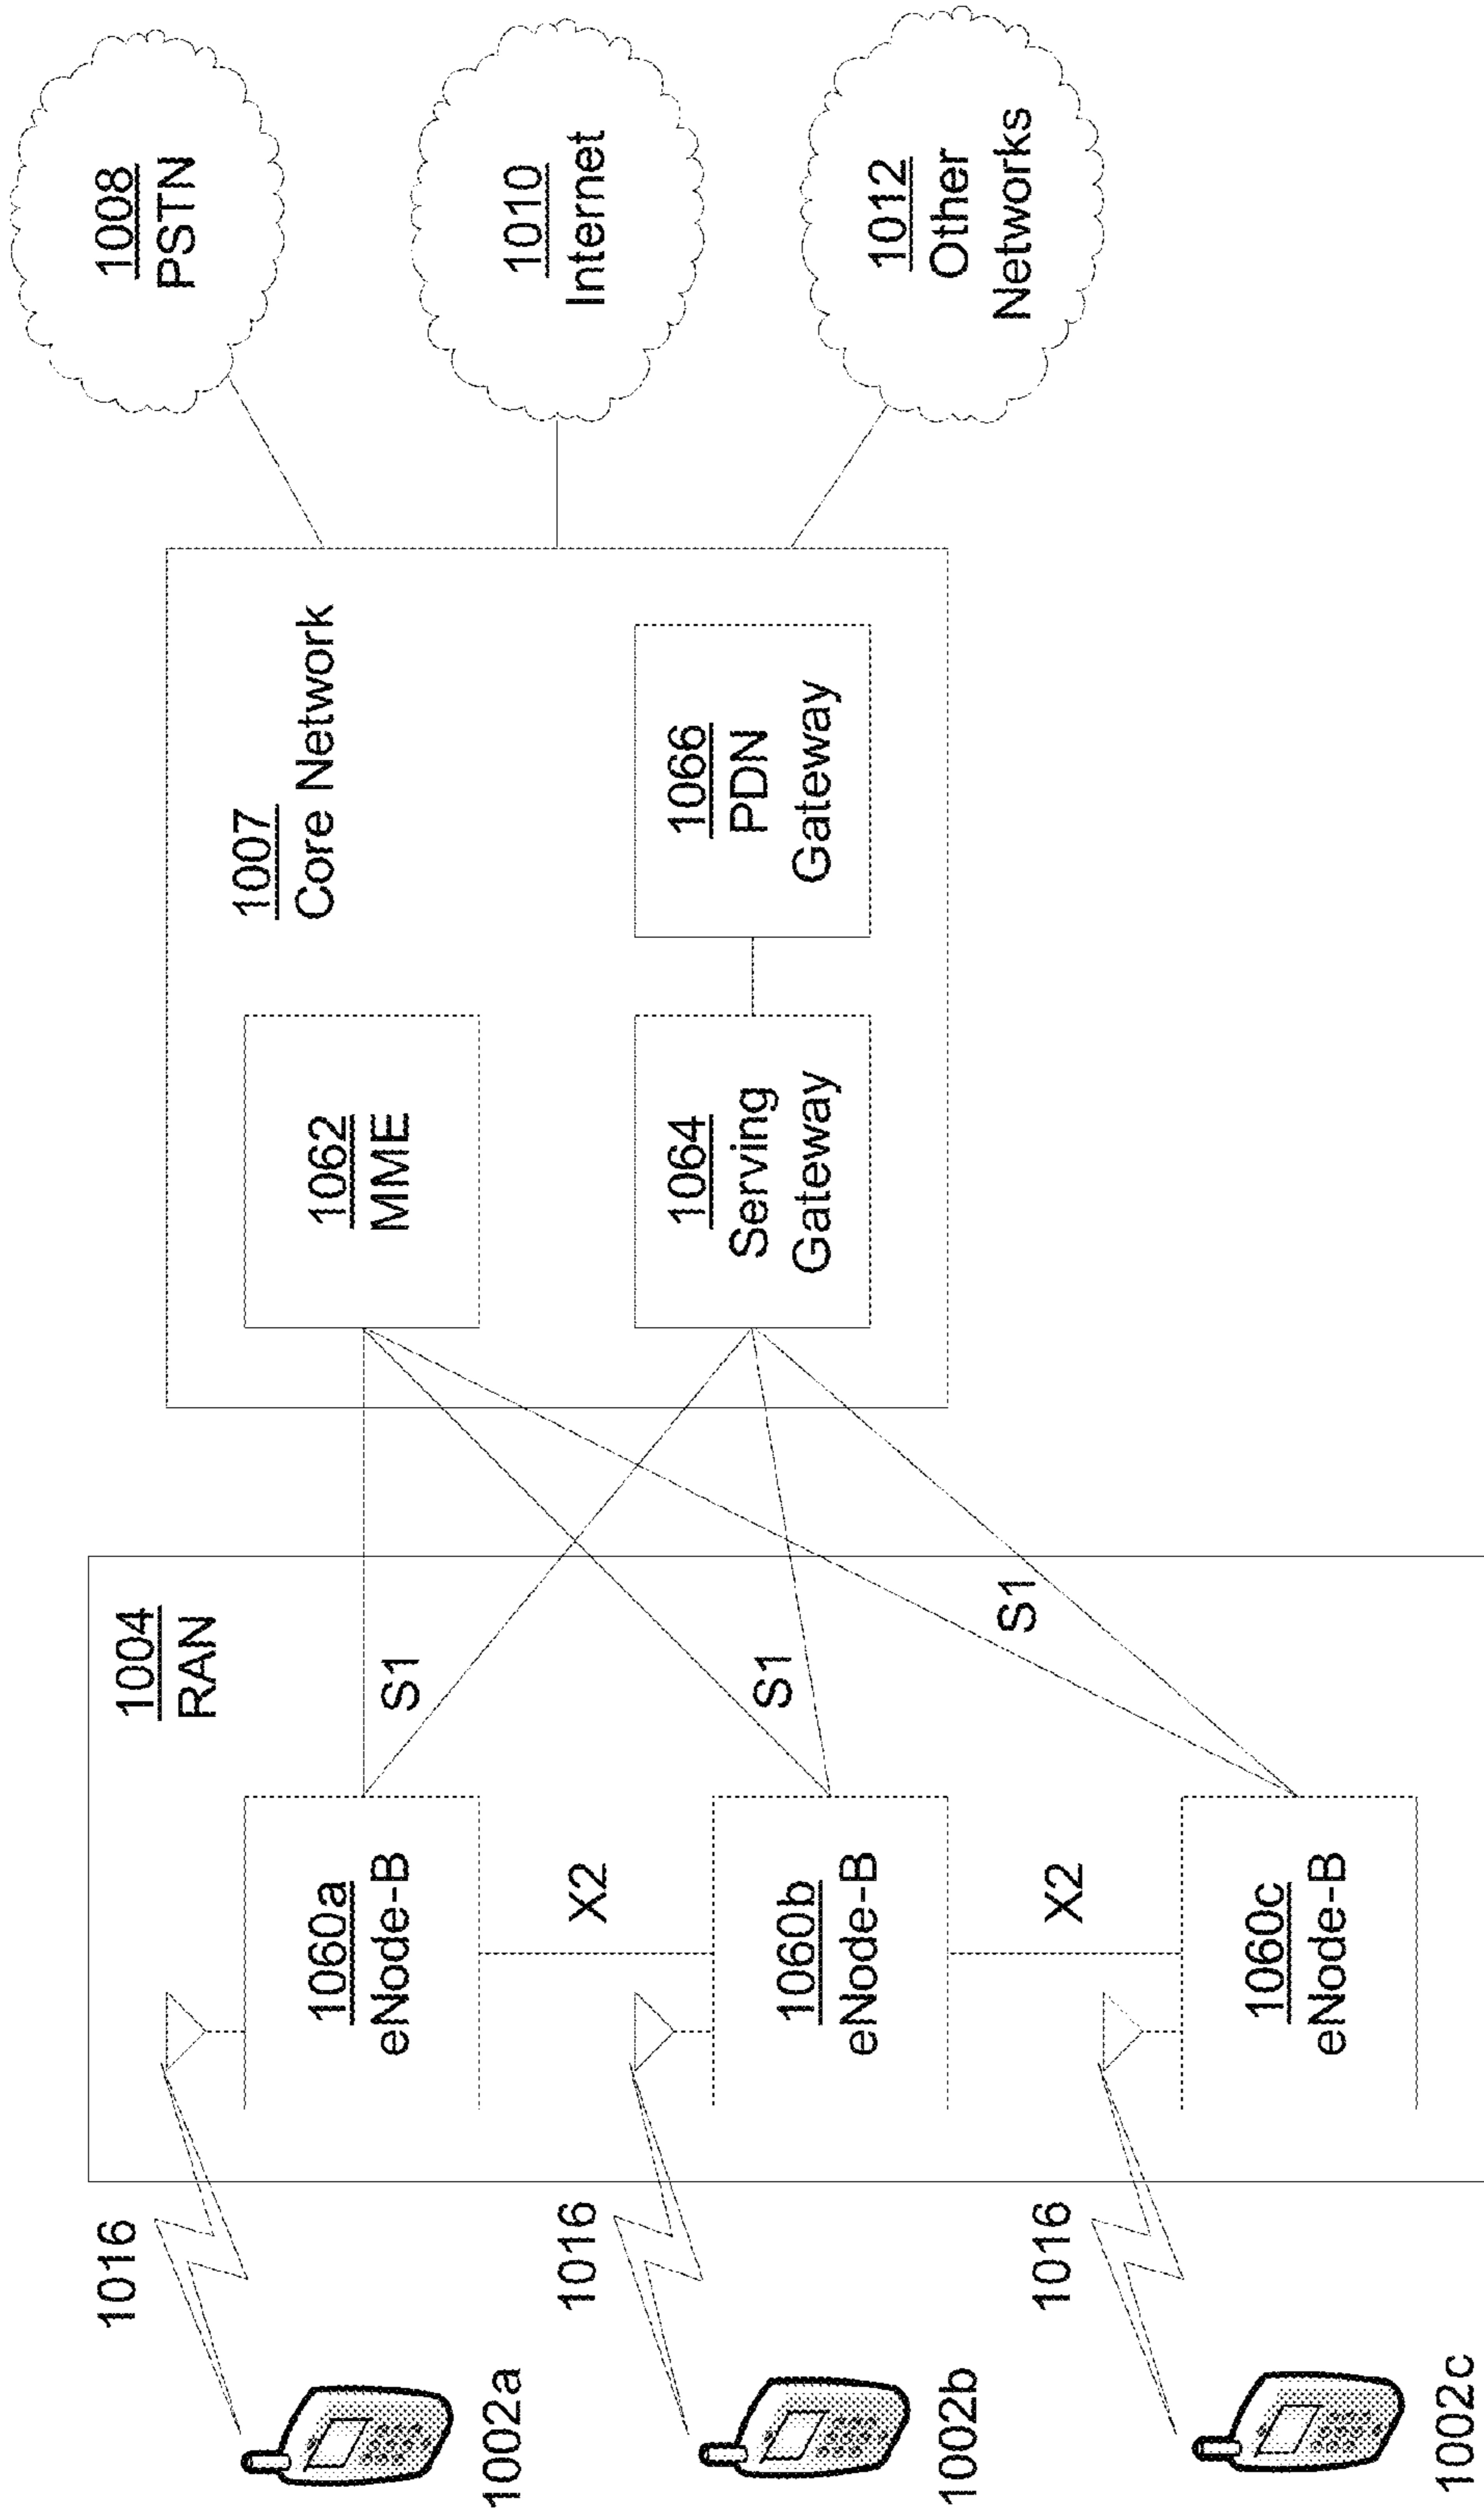 1016
1002a
1016
1002b
1016
1002c
1004
RAN
1060a
eNode-B
X2
1060b
eNode-B
X2
1060c
eNode-B
S1
S1
S1
1007
Core Network
1062
MME
1064
Serving
Gateway
1066
PDN
Gateway
1008
PSTN
1010
Internet
1012
Other
Networks